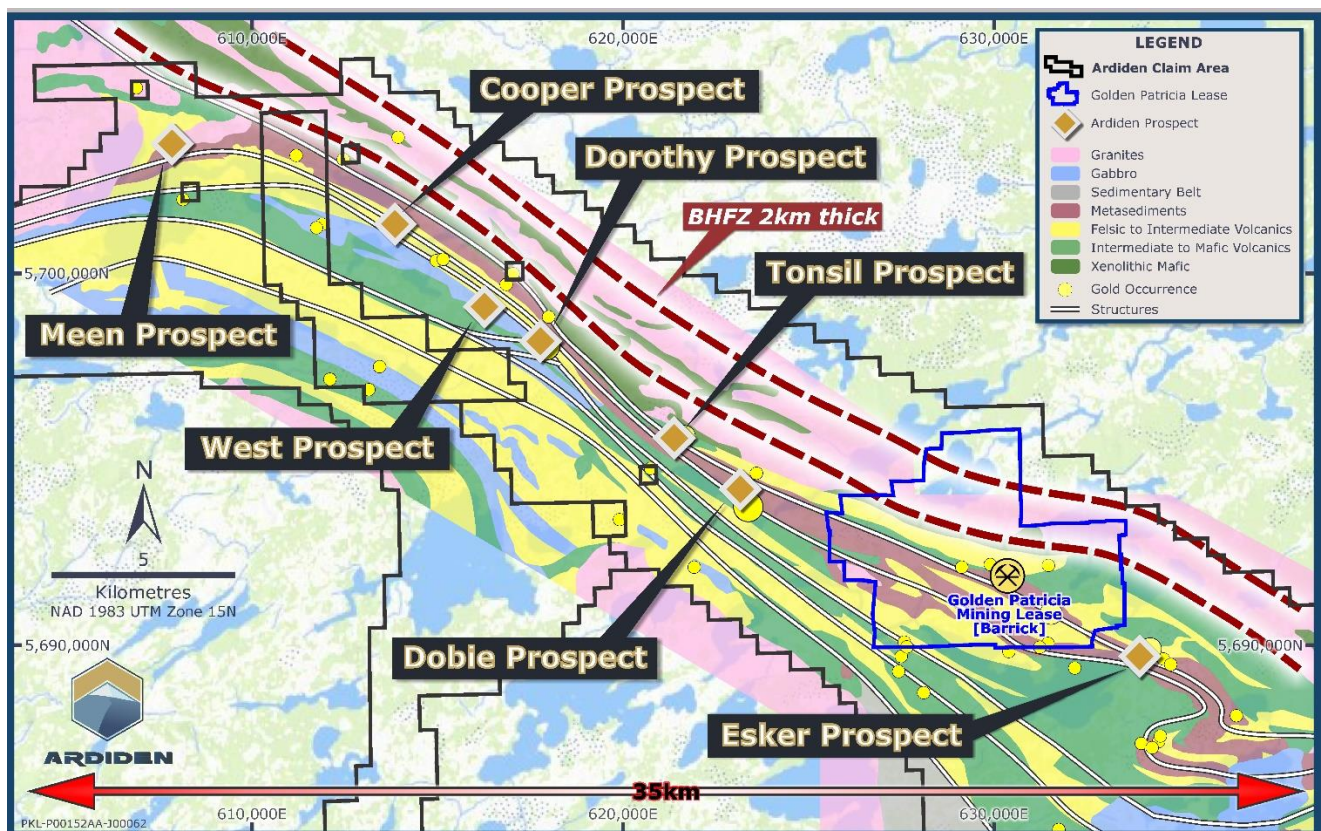 610,000E
620,000E
630,000E
LEGEND
Ardiden Claim Area
Golden Patricia Lease
Ardiden Prospect
Granites
Gabbro
Sedimentary Belt
Metasediments
Felsic to Intermediate Volcanics
Intermediate to Mafic Volcanics
Xenolithic Mafic
Gold Occurrence
Structures
Cooper Prospect
Dorothy Prospect
BHFZ 2km thick
Tonsil Prospect
5,700,000N
5,700,000N
Meen Prospect
West Prospect
N
5
Kilometres
NAD 1983 UTM Zone 15N
Golden Patricia
Mining Lease
[Barrick]
5,690,000N
5,690,000N
Dobie Prospect
Esker Prospect
ARDIDEN
35km
610,000E
620,000E
630,000E
PKL-P00152AA-J00062